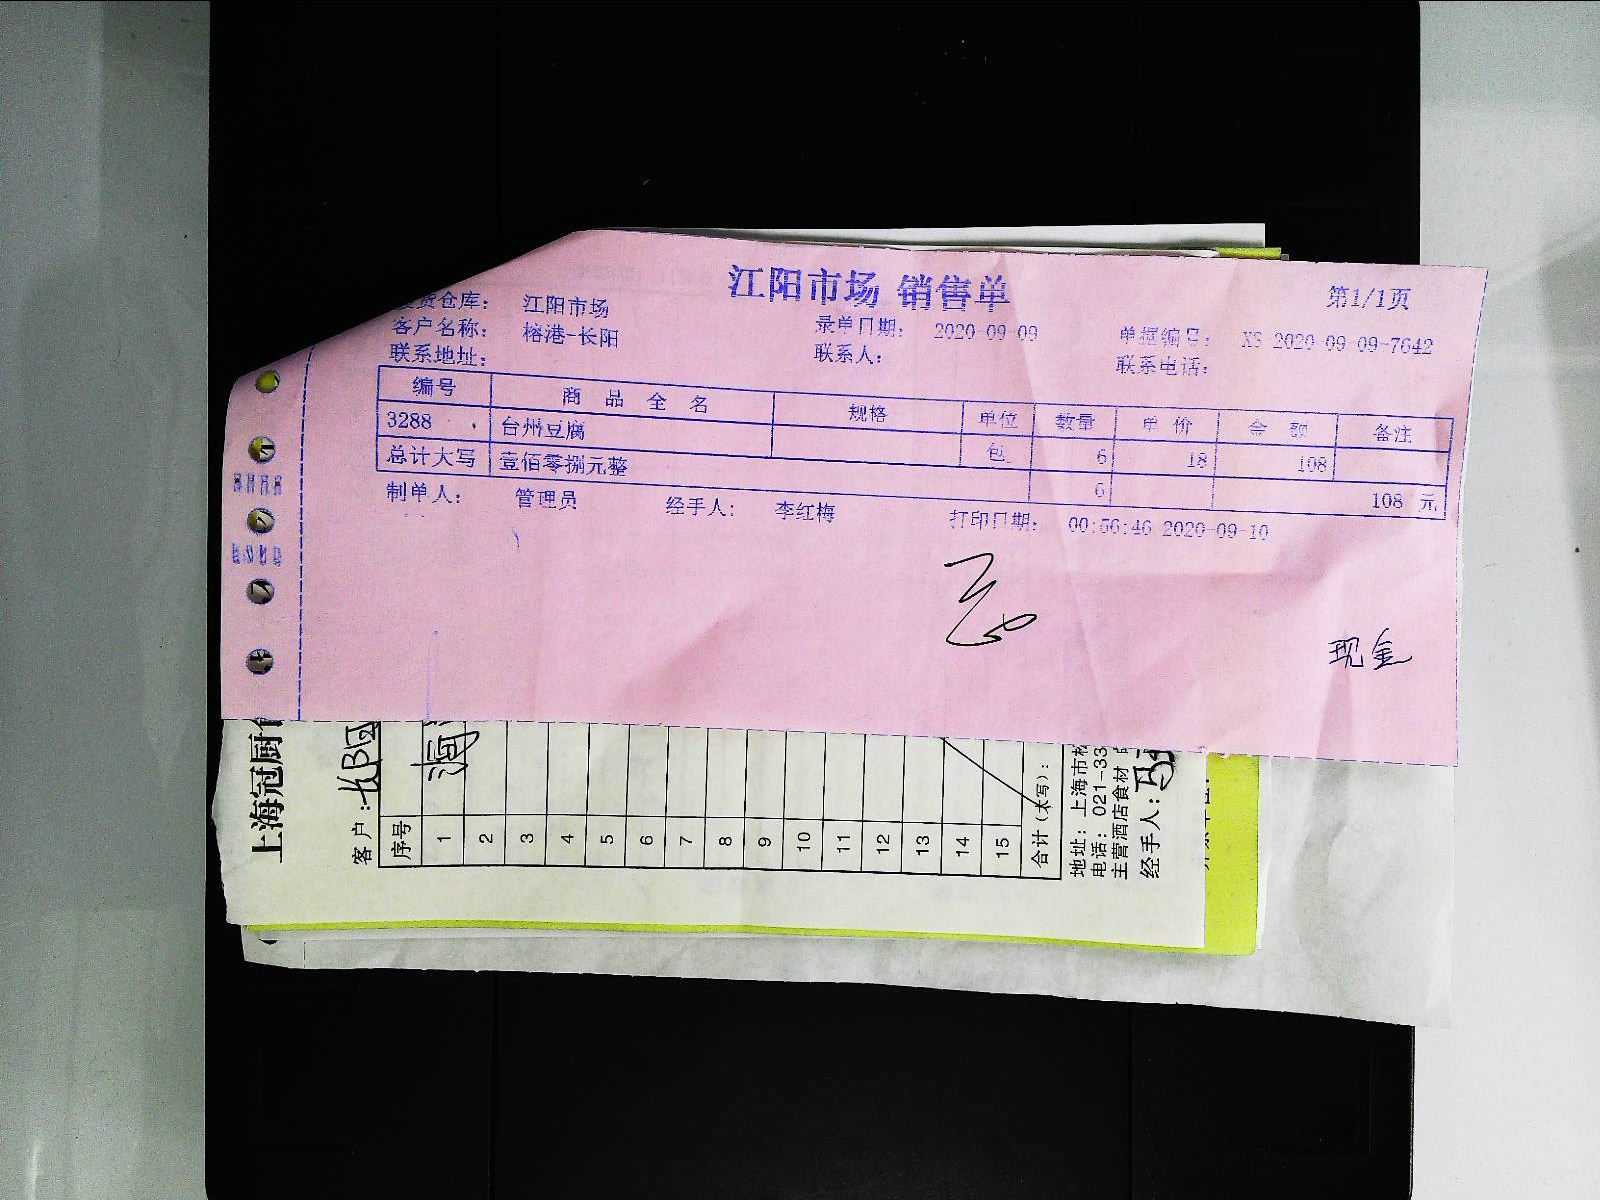 江阳市场 销售单
第1/1页
发货仓库： 江阳市场
客户名称： 榕港-长阳 录单日期： 2020-09-09 单据编号： XS-2020-09-09-7642
联系地址： 联系人： 联系电话：
编号 商品全名 规格 单位 数量 单价 金额 备注
3288 台州豆腐 包 6 18 108
总计大写 壹佰零捌元整 6 108 元
制单人： 管理员 经手人： 李红梅 打印日期： 00:56:46 2020-09-10
现金
上海冠厨
客户：长阳
序号
1 海
2
3
4
5
6
7
8
9
10
11
12
13
14
15
合计（大写）：
地址：上海市
电话：021-33
主营酒店食材
经手人：